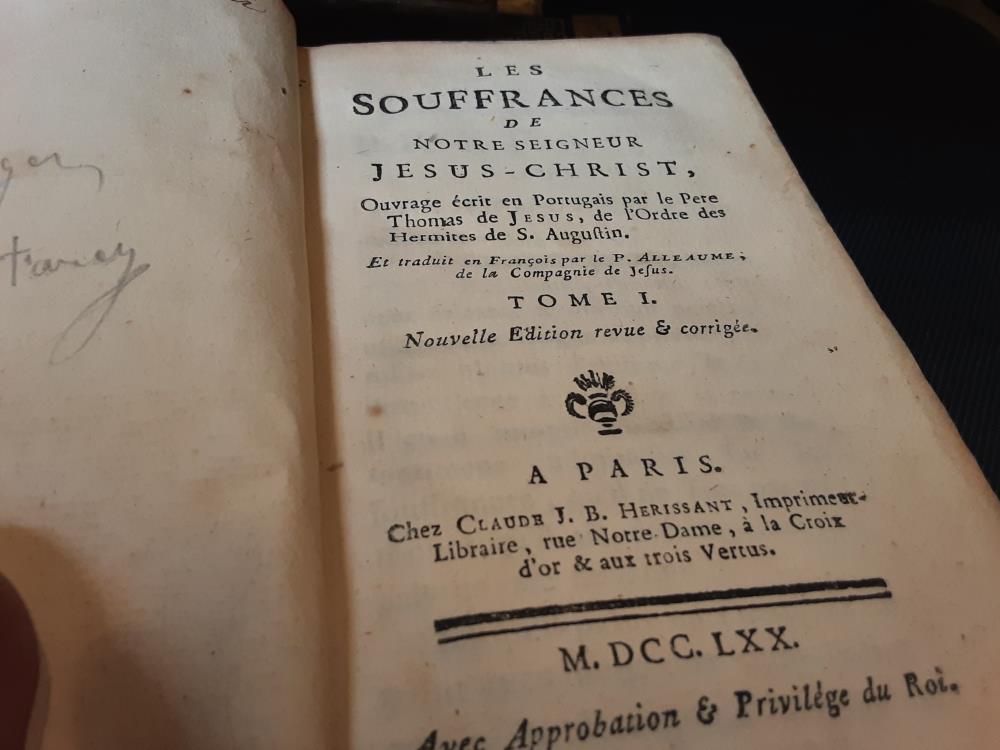 LES
SOUFFRANCES
DE
NOTRE SEIGNEUR
JESUS-CHRIST,
Ouvrage écrit en Portugais par le Pere
Thomas de JESUS, de l'Ordre des
Hermites de S. Auguſtin.
Et traduit en François par le P. ALLEAUME,
de la Compagnie de Jeſus.
TOME I.
Nouvelle Edition revue & corrigée.
A PARIS.
Chez CLAUDE J. B. HERISSANT, Imprimeur-
Libraire, rue Notre-Dame, à la Croix
d'or & aux trois Vertus.
M. DCC. LXX.
Avec Approbation & Privilége du Roi.